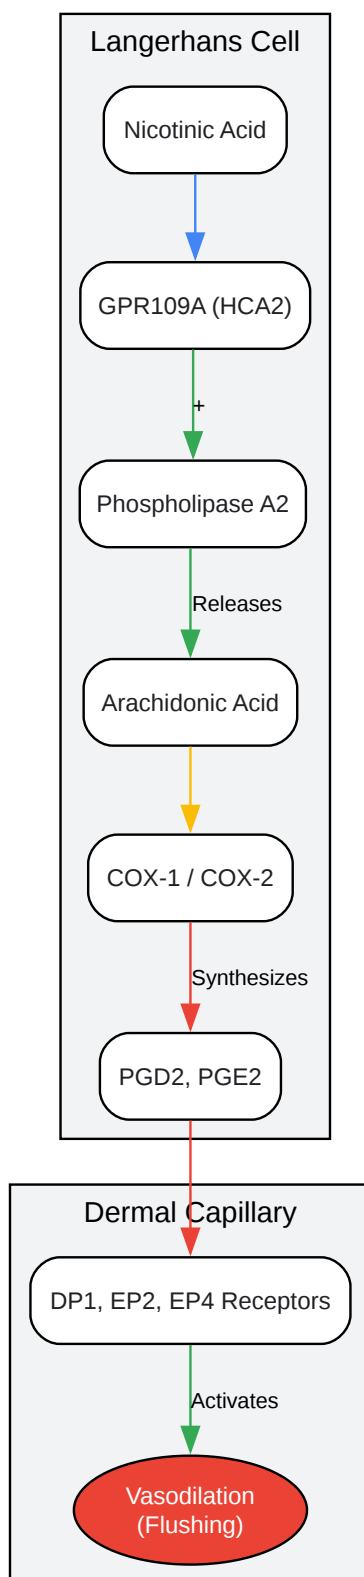 Langerhans Cell
Nicotinic Acid
GPR109A (HCA2)
+
Phospholipase A2
Releases
Arachidonic Acid
COX-1 / COX-2
Synthesizes
PGD2, PGE2
Dermal Capillary
DP1, EP2, EP4 Receptors
Activates
Vasodilation
(Flushing)